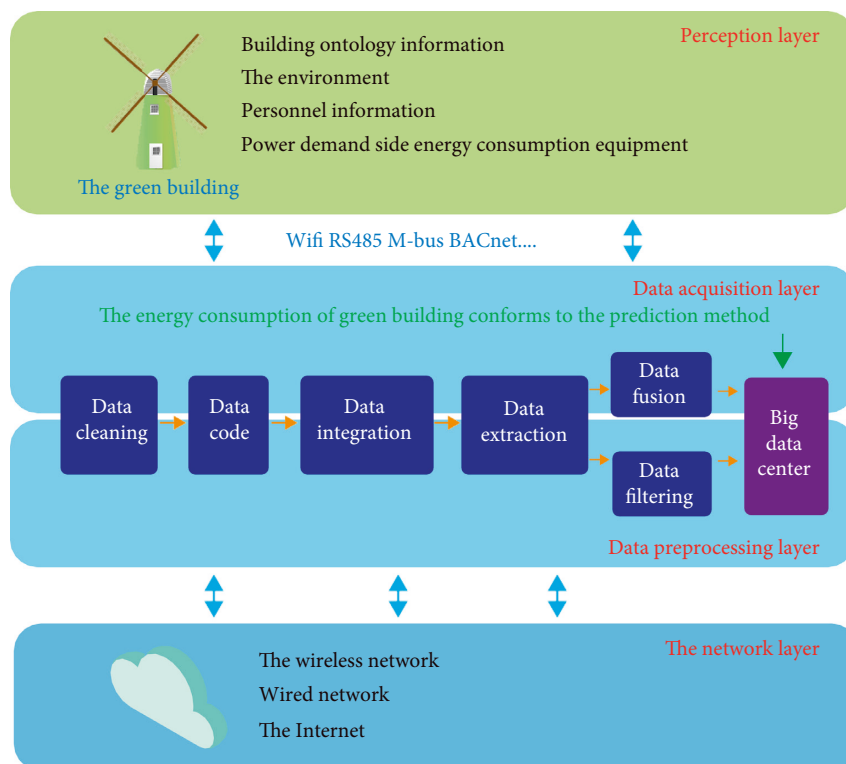 Perception layer
Building ontology information
The environment
Personnel information
Power demand side energy consumption equipment
The green building
Wifi RS485 M-bus BACnet....
Data acquisition layer
The energy consumption of green building conforms to the prediction method
Data
cleaning
Data
code
Data
integration
Data
extraction
Data
fusion
Data
filtering
Big
data
center
Data preprocessing layer
The network layer
The wireless network
Wired network
The Internet